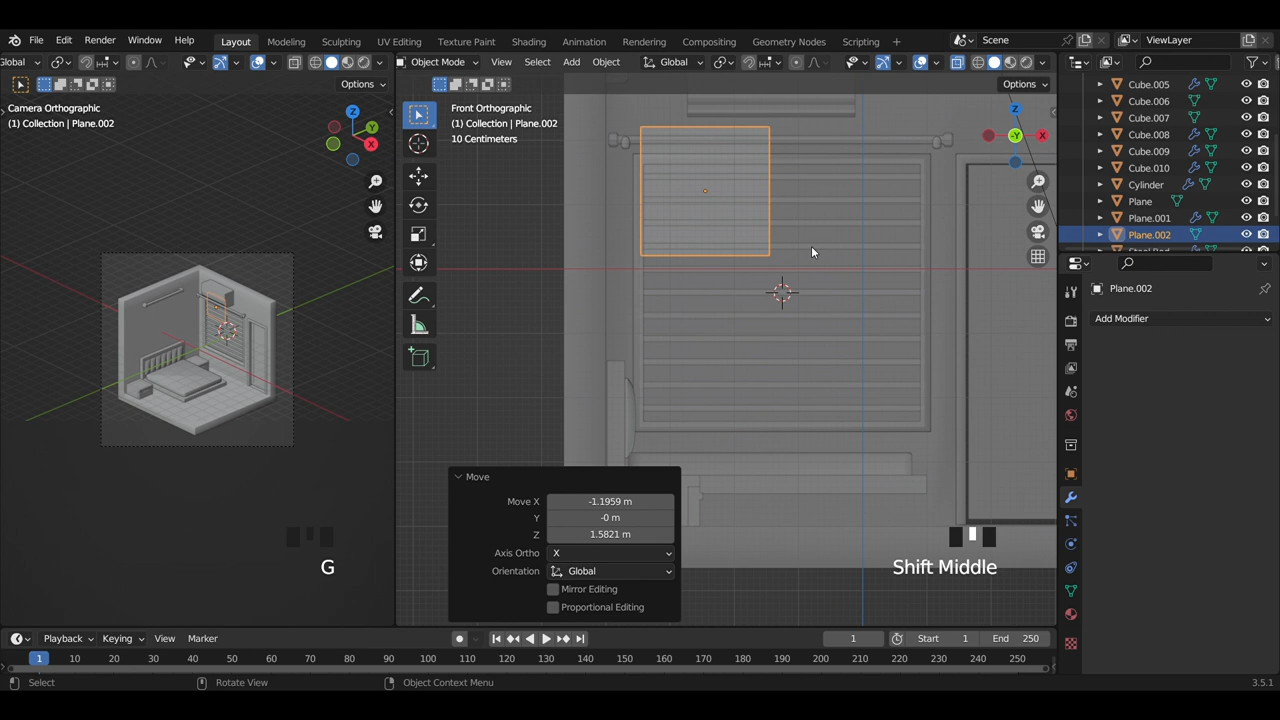 File Edit Render Window Help Layout Modeling Sculpting UV Editing Texture Paint Shading Animation Rendering Compositing Geometry Nodes Scripting + Scene ViewLayer
Global Object Mode View Select Add Object Global
Options Options
Camera Orthographic
(1) Collection | Plane.002
Front Orthographic
(1) Collection | Plane.002
10 Centimeters
Z
Y
X
Z
-Y
X
Cube.005
Cube.006
Cube.007
Cube.008
Cube.009
Cube.010
Cylinder
Plane
Plane.001
Plane.002
Plane.002
Add Modifier
Move
Move X -1.1959 m
Y -0 m
Z 1.5821 m
Axis Ortho X
Orientation Global
Mirror Editing
Proportional Editing
G
Shift Middle
Playback Keying View Marker 1 Start 1 End 250
1 10 20 30 40 50 60 70 80 90 100 110 120 130 140 150 160 170 180 190 200 210 220 230 240 250
Select Rotate View Object Context Menu 3.5.1